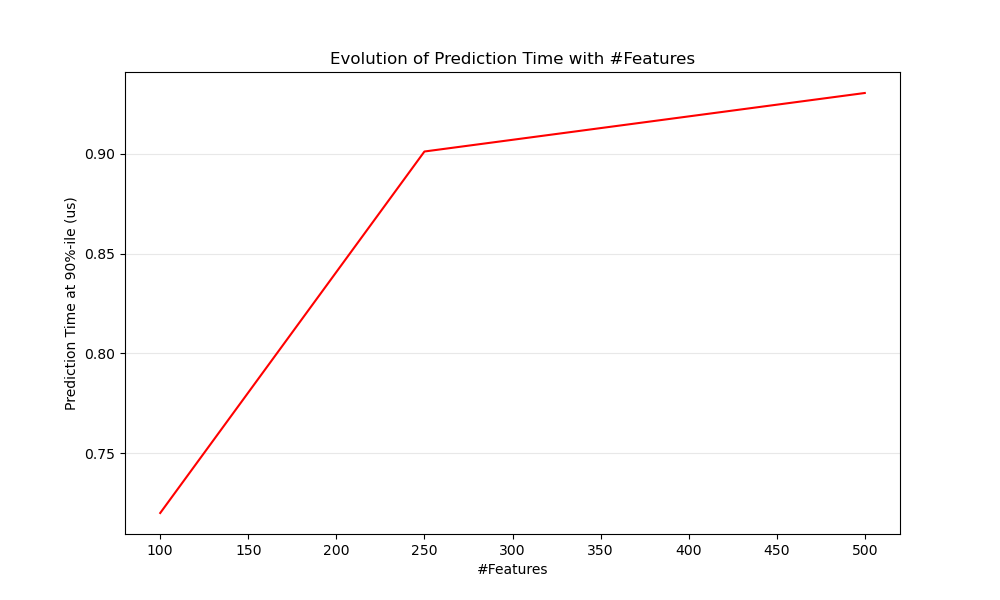 Evolution of Prediction Time with #Features
Prediction Time at 90%-ile (us)
0.90
0.85
0.80
0.75
100 150 200 250 300 350 400 450 500
#Features